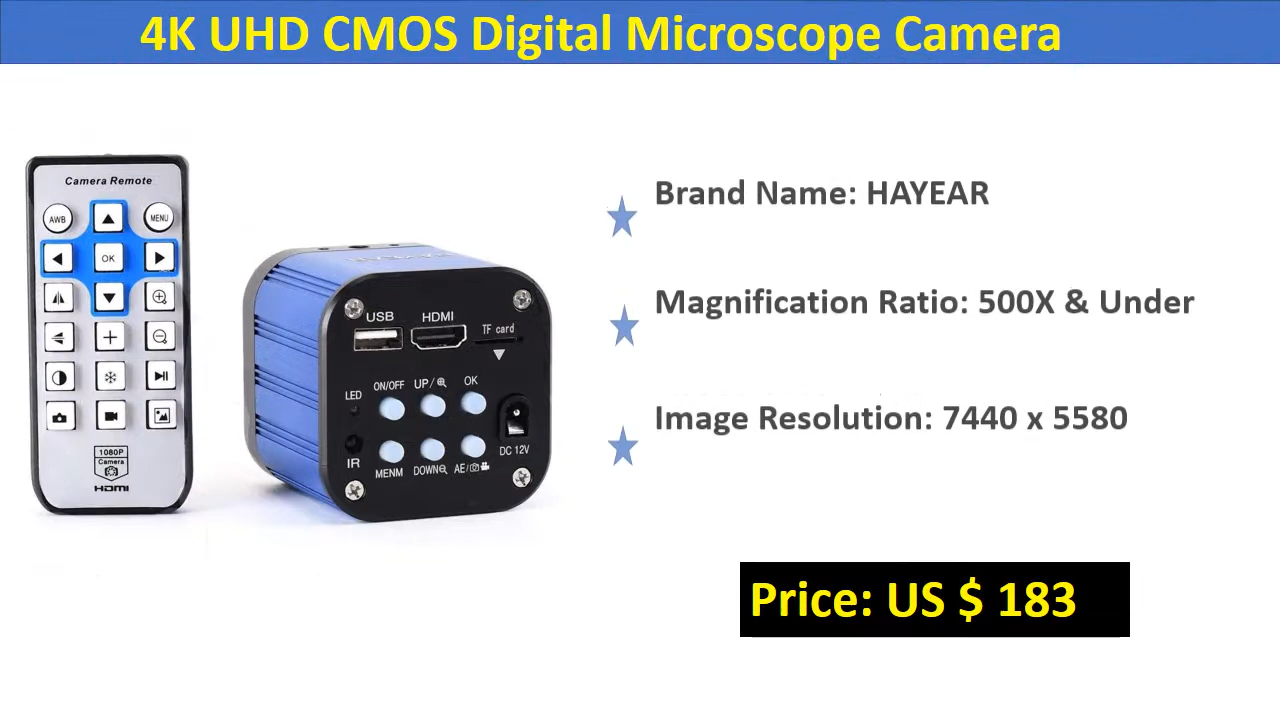 4K UHD CMOS Digital Microscope Camera
Camera Remote
AWB
MENU
OK
1080P
Camera
HDMI
USB
HDMI
TF card
LED
ON/OFF
UP/
OK
IR
MENM
DOWN
AE/
DC 12V
Brand Name: HAYEAR
Magnification Ratio: 500X & Under
Image Resolution: 7440 x 5580
Price: US $ 183